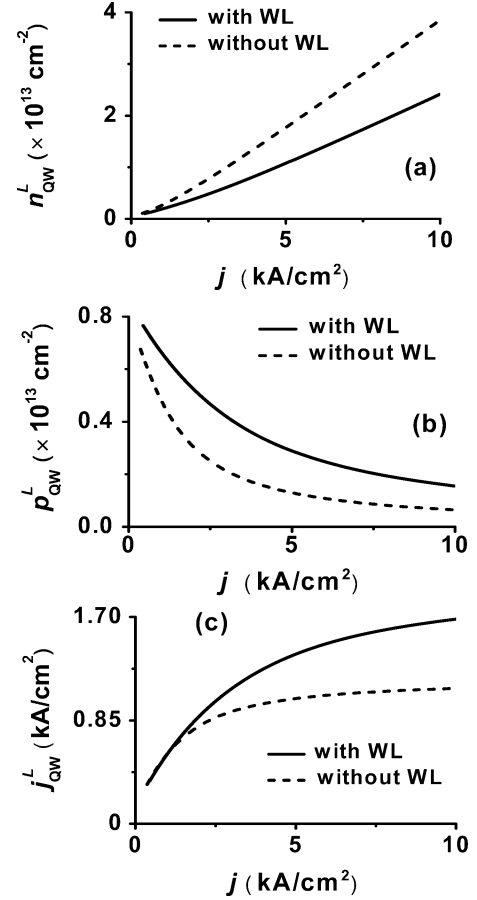 4
with WL
without WL
2
0
n^L_QW (× 10^13 cm^-2)
(a)
0 5 10
j (kA/cm^2)
0.8
with WL
without WL
0.4
0.0
p^L_QW (× 10^13 cm^-2)
(b)
0 5 10
j (kA/cm^2)
1.70
(c)
0.85
0
j^L_QW (kA/cm^2
with WL
without WL
0 5 10
j (kA/cm^2)